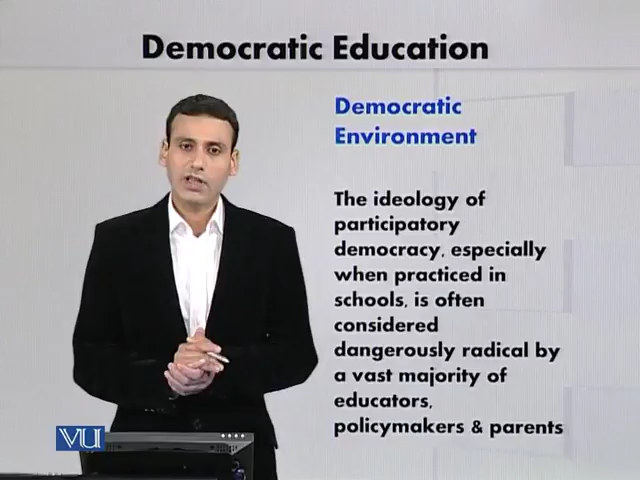 Democratic Education
Democratic
Environment
The ideology of
participatory
democracy, especially
when practiced in
schools, is often
considered
dangerously radical by
a vast majority of
educators,
policymakers & parents
VU